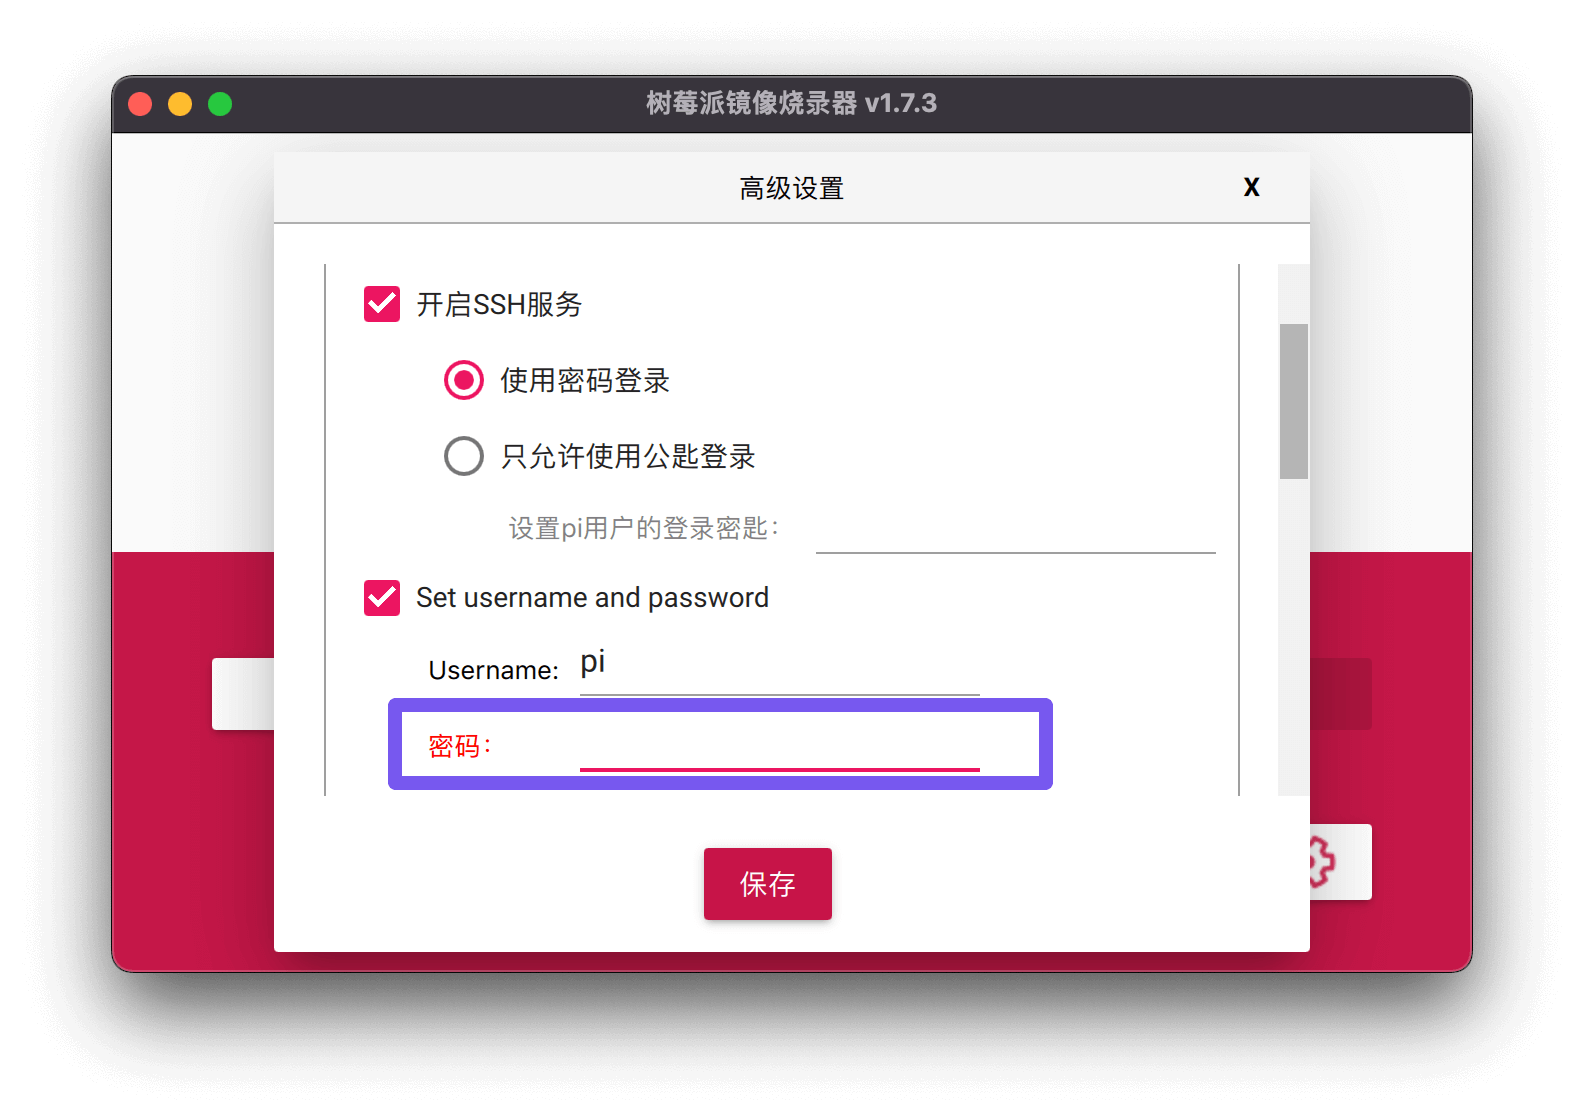 树莓派镜像烧录器 v1.7.3
高级设置
X
开启SSH服务
使用密码登录
只允许使用公匙登录
设置pi用户的登录密匙：
Set username and password
Username: pi
密码：
保存